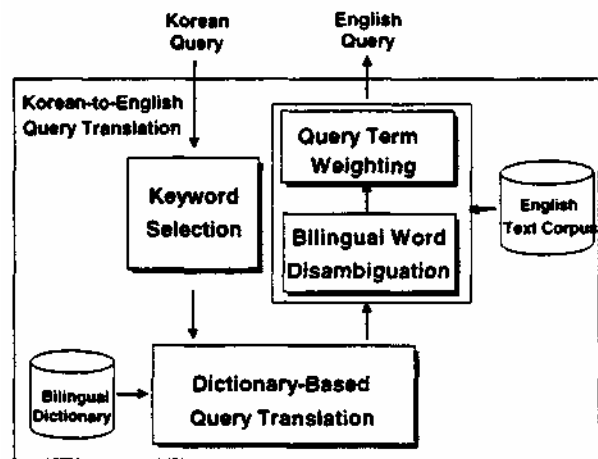 Korean
Query
English
Query
Korean-to-English
Query Translation
Keyword
Selection
Query Term
Weighting
Bilingual Word
Disambiguation
English
Text Corpus
Bilingual
Dictionary
Dictionary-Based
Query Translation